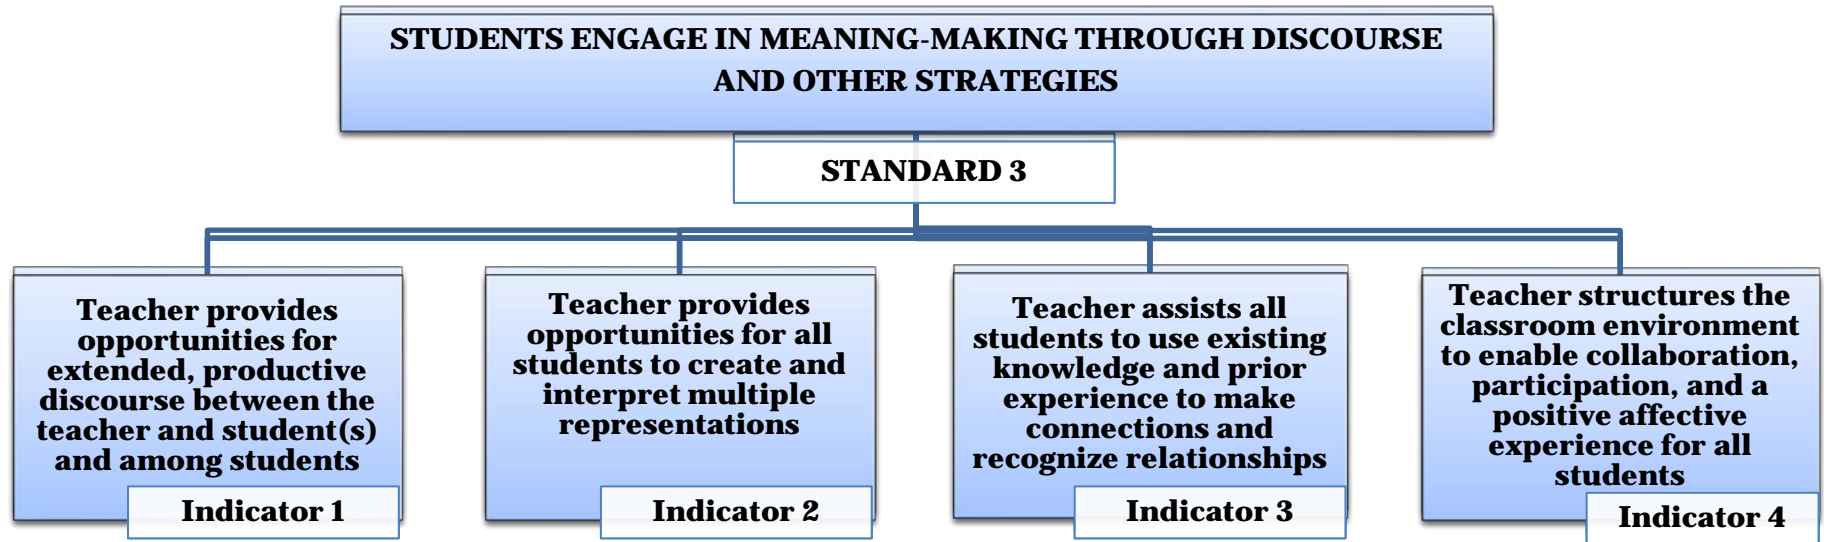 STUDENTS ENGAGE IN MEANING-MAKING THROUGH DISCOURSE
AND OTHER STRATEGIES
STANDARD 3
Teacher provides
opportunities for
extended, productive
discourse between the
teacher and student(s)
and among students
Indicator 1
Teacher provides
opportunities for all
students to create and
interpret multiple
representations
Indicator 2
Teacher assists all
students to use existing
knowledge and prior
experience to make
connections and
recognize relationships
Indicator 3
Teacher structures the
classroom environment
to enable collaboration,
participation, and a
positive affective
experience for all
students
Indicator 4